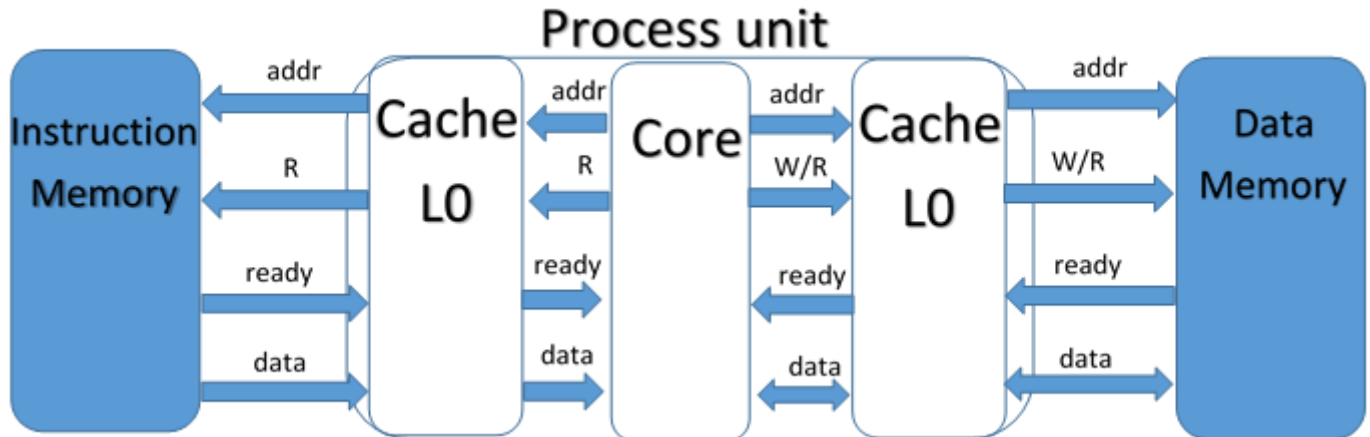 Process unit
Instruction
Memory
addr
R
ready
data
Cache
L0
addr
R
ready
data
Core
addr
W/R
ready
data
Cache
L0
addr
W/R
ready
data
Data
Memory